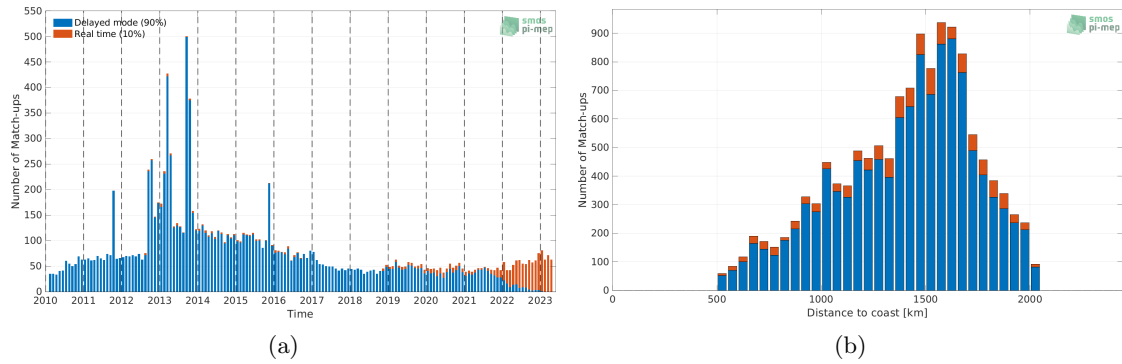 Delayed mode (90%)
Real time (10%)
smos
pi-mep
Number of Match-ups
550
500
450
400
350
300
250
200
150
100
50
0
2010 2011 2012 2013 2014 2015 2016 2017 2018 2019 2020 2021 2022 2023
Time
(a)
smos
pi-mep
Number of Match-ups
900
800
700
600
500
400
300
200
100
0
0 500 1000 1500 2000
Distance to coast [km]
(b)